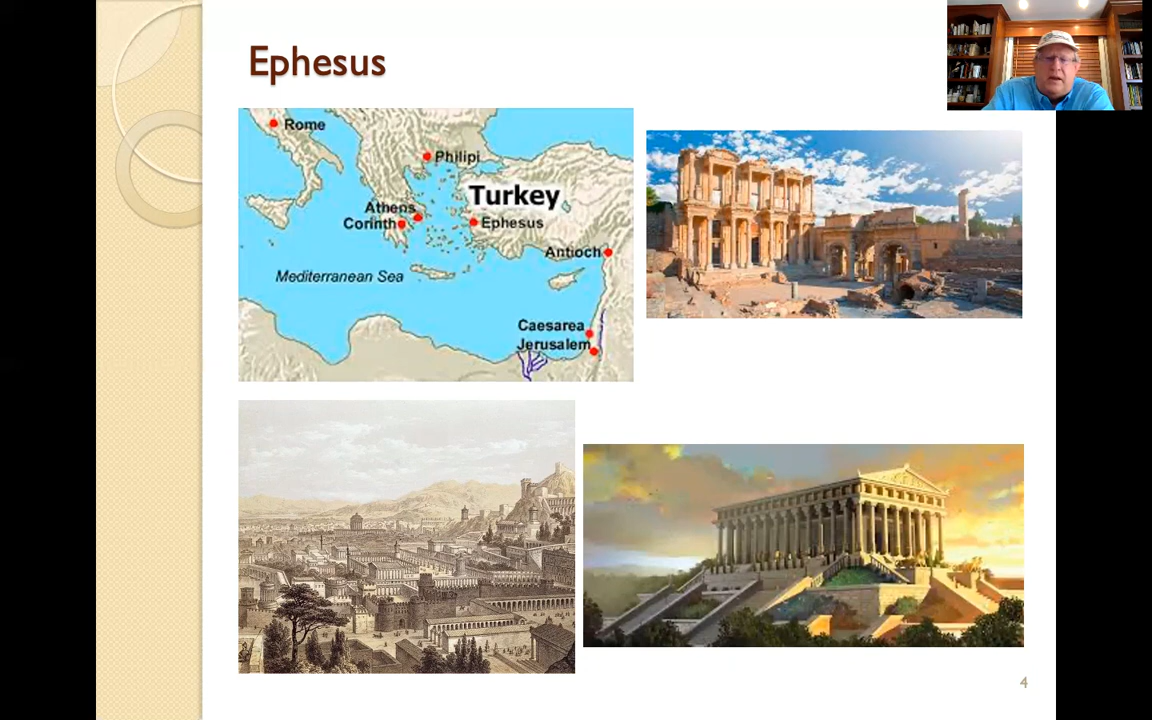 Ephesus
Rome
Philipi
Turkey
Athens
Corinth
Ephesus
Antioch
Mediterranean Sea
Caesarea
Jerusalem
4